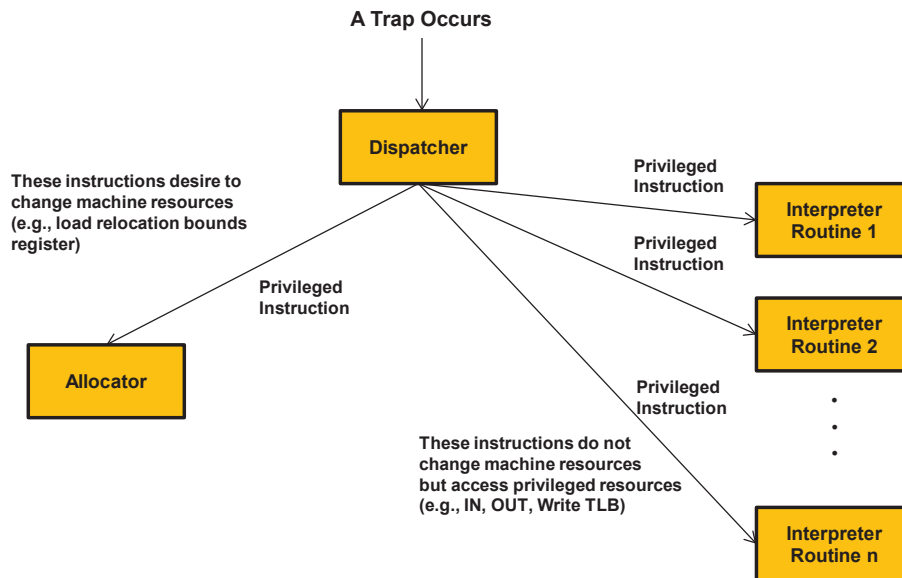 A Trap Occurs
Dispatcher
These instructions desire to
change machine resources
(e.g., load relocation bounds
register)
Privileged
Instruction
Interpreter
Routine 1
Privileged
Instruction
Privileged
Instruction
Interpreter
Routine 2
Allocator
Privileged
Instruction
These instructions do not
change machine resources
but access privileged resources
(e.g., IN, OUT, Write TLB)
Interpreter
Routine n